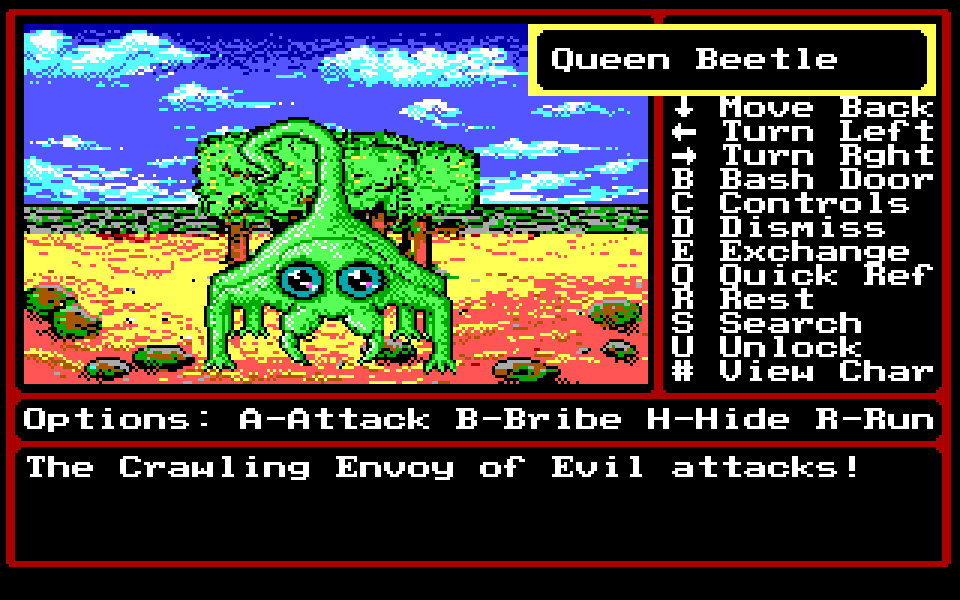 Queen Beetle
↓ Move Back
← Turn Left
→ Turn Rght
B Bash Door
C Controls
D Dismiss
E Exchange
Q Quick Ref
R Rest
S Search
U Unlock
# View Char
Options: A-Attack B-Bribe H-Hide R-Run
The Crawling Envoy of Evil attacks!